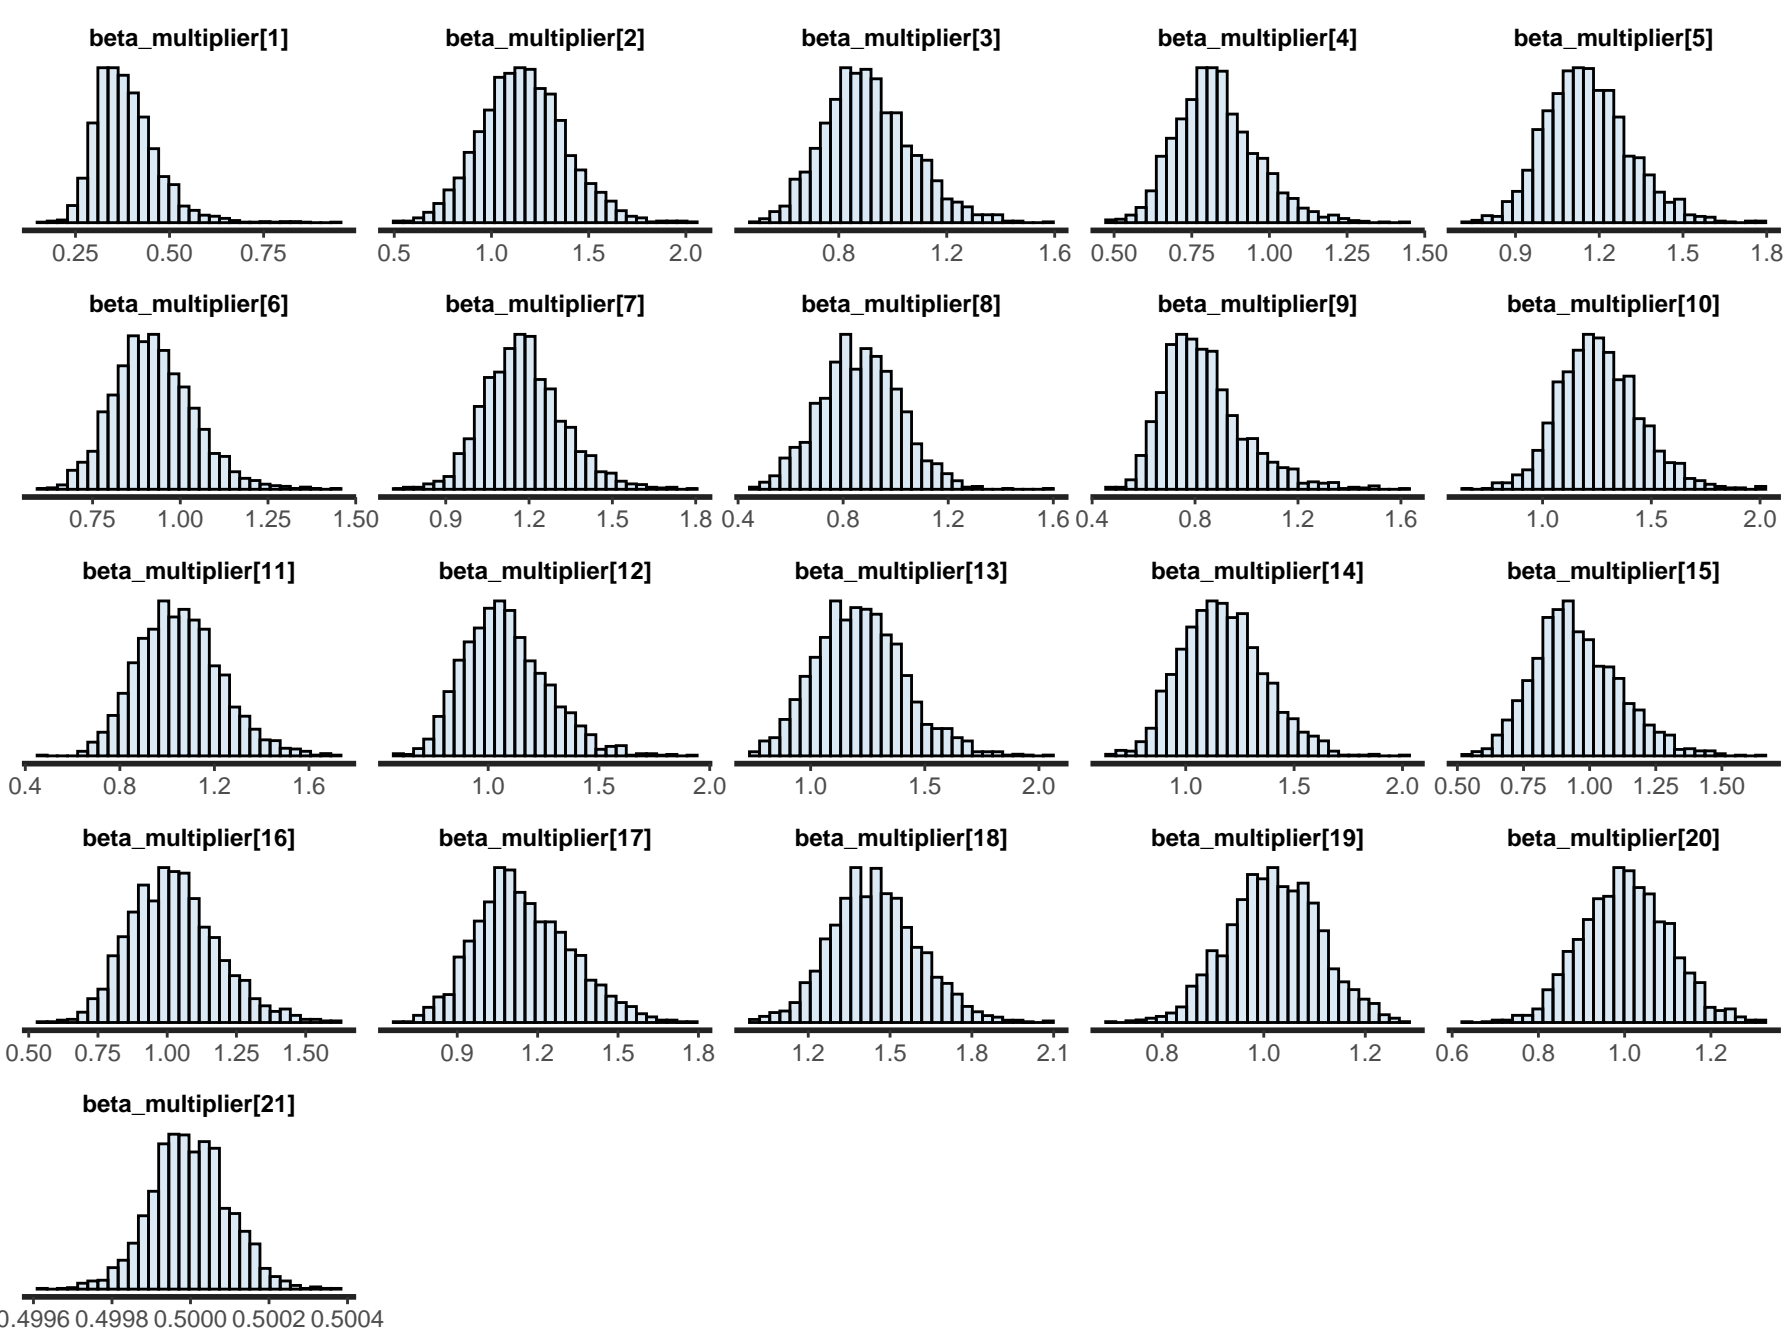 beta_multiplier[1] beta_multiplier[2] beta_multiplier[3] beta_multiplier[4] beta_multiplier[5]
0.25 0.50 0.75 0.5 1.0 1.5 2.0 0.8 1.2 1.6 0.50 0.75 1.00 1.25 1.50 0.9 1.2 1.5 1.8
beta_multiplier[6] beta_multiplier[7] beta_multiplier[8] beta_multiplier[9] beta_multiplier[10]
0.75 1.00 1.25 1.50 0.9 1.2 1.5 1.8 0.4 0.8 1.2 1.6 0.4 0.8 1.2 1.6 1.0 1.5 2.0
beta_multiplier[11] beta_multiplier[12] beta_multiplier[13] beta_multiplier[14] beta_multiplier[15]
0.4 0.8 1.2 1.6 1.0 1.5 2.0 1.0 1.5 2.0 1.0 1.5 2.0 0.50 0.75 1.00 1.25 1.50
beta_multiplier[16] beta_multiplier[17] beta_multiplier[18] beta_multiplier[19] beta_multiplier[20]
0.50 0.75 1.00 1.25 1.50 0.9 1.2 1.5 1.8 1.2 1.5 1.8 2.1 0.8 1.0 1.2 0.6 0.8 1.0 1.2
beta_multiplier[21]
0.4996 0.4998 0.5000 0.5002 0.5004